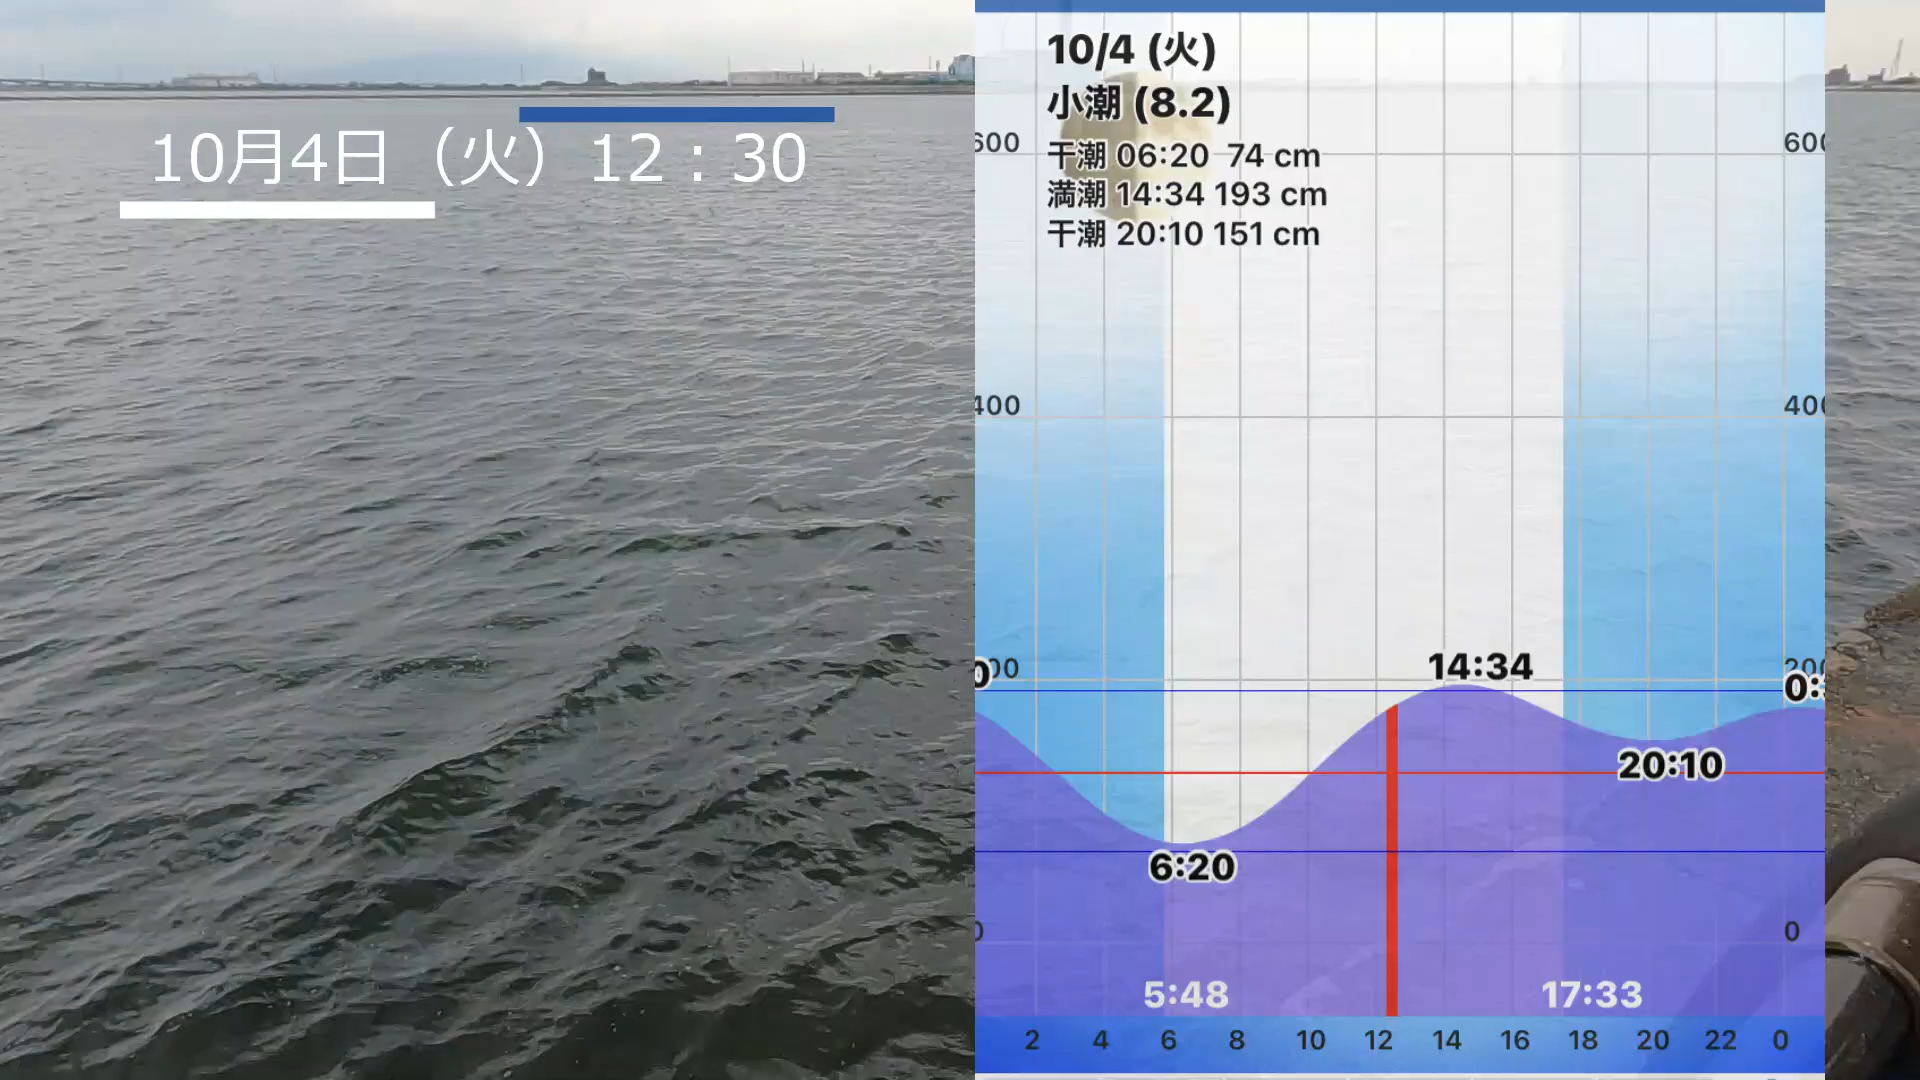 10月4日（火）12：30
10/4 (火)
小潮 (8.2)
干潮 06:20 74 cm
満潮 14:34 193 cm
干潮 20:10 151 cm
600
400
400
14:34
20:10
6:20
0
5:48
17:33
2 4 6 8 10 12 14 16 18 20 22 0